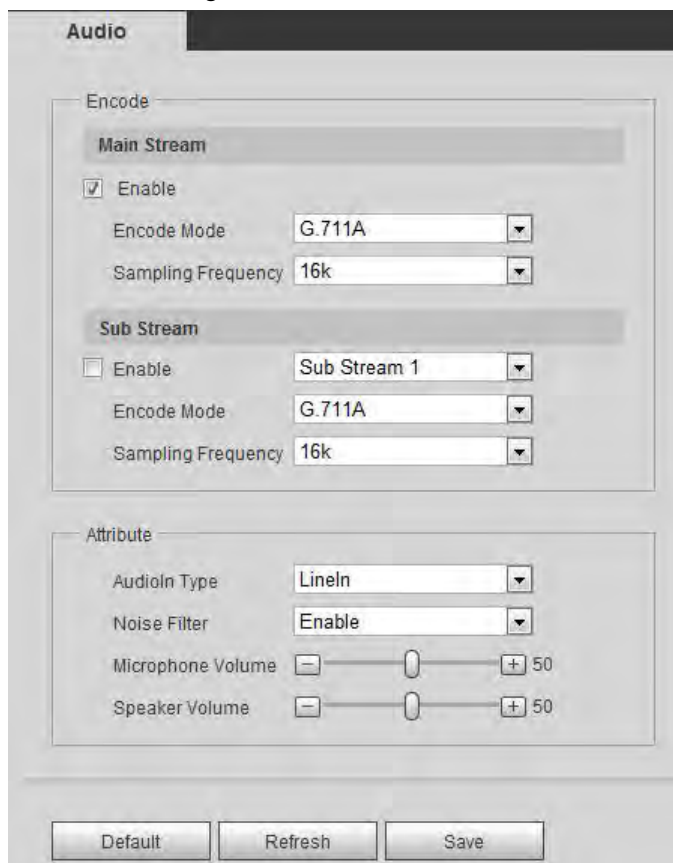 Audio
Encode
Main Stream
Enable
Encode Mode G.711A
Sampling Frequency 16k
Sub Stream
Enable Sub Stream 1
Encode Mode G.711A
Sampling Frequency 16k
Attribute
AudioIn Type LineIn
Noise Filter Enable
Microphone Volume 50
Speaker Volume 50
Default Refresh Save